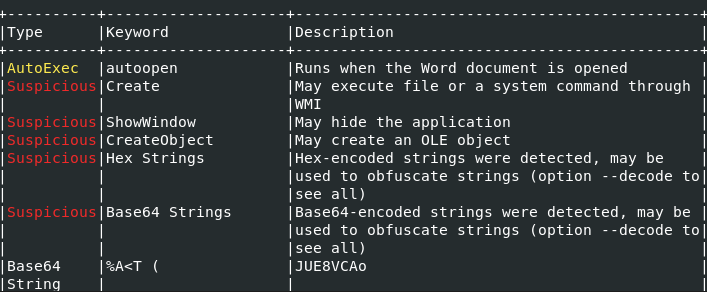 +----------+--------------------+---------------------------------------------+
|Type      |Keyword             |Description                                  |
+----------+--------------------+---------------------------------------------+
|AutoExec  |autoopen            |Runs when the Word document is opened        |
|Suspicious|Create              |May execute file or a system command through |
|          |                    |WMI                                          |
|Suspicious|ShowWindow          |May hide the application                     |
|Suspicious|CreateObject        |May create an OLE object                     |
|Suspicious|Hex Strings         |Hex-encoded strings were detected, may be    |
|          |                    |used to obfuscate strings (option --decode to|
|          |                    |see all)                                     |
|Suspicious|Base64 Strings      |Base64-encoded strings were detected, may be |
|          |                    |used to obfuscate strings (option --decode to|
|          |                    |see all)                                     |
|Base64    |%A<T (              |JUE8VCAo                                     |
|String    |                    |                                             |